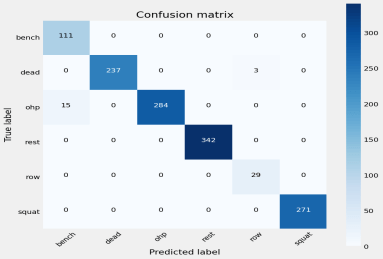 Confusion matrix
bench 111 0 0 0 0 0
dead 0 237 0 0 3 0
ohp 15 0 284 0 0 0
rest 0 0 0 342 0 0
row 0 0 0 0 29 0
squat 0 0 0 0 0 271
bench dead ohp rest row squat
Predicted label
True label
300
250
200
150
100
50
0